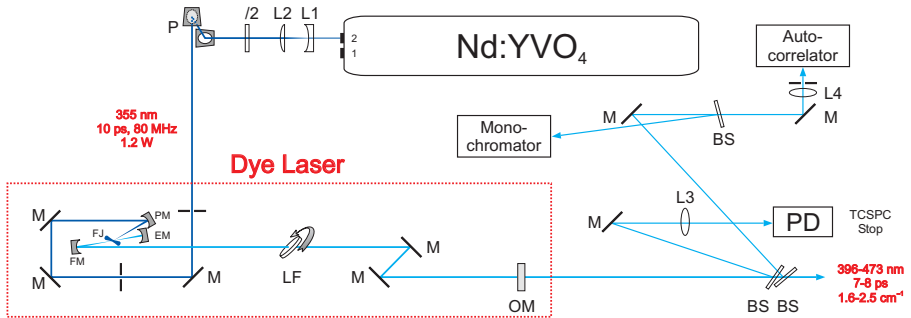 P
/2
L2
L1
2
1
Nd:YVO₄
Auto-
correlator
L4
M
M
BS
Mono-
chromator
355 nm
10 ps, 80 MHz
1.2 W
Dye Laser
M
PM
FJ
EM
FM
M
M
LF
M
M
OM
M
L3
PD
TCSPC
Stop
BS BS
396-473 nm
7-8 ps
1.6-2.5 cm⁻¹